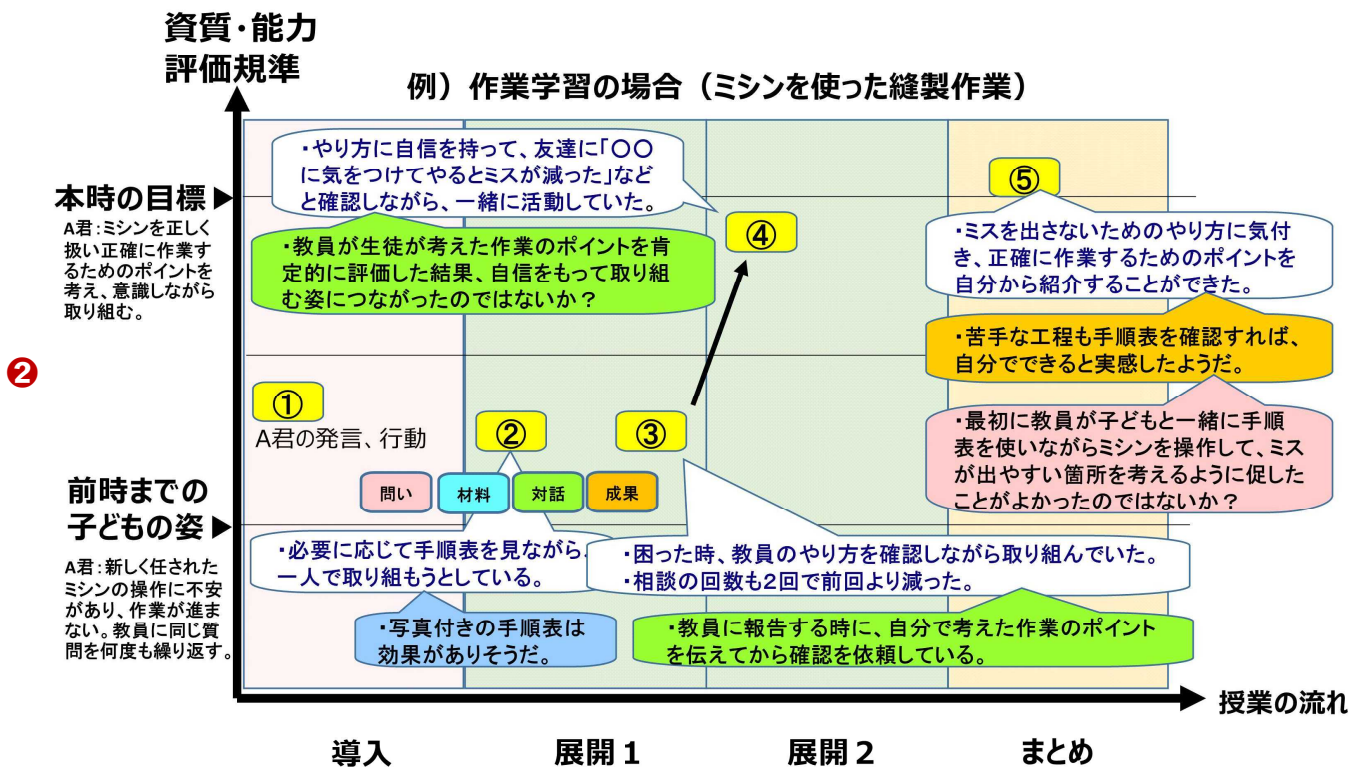 資質・能力
評価規準
例）作業学習の場合（ミシンを使った縫製作業）
・やり方に自信を持って、友達に「〇〇
に気をつけてやるとミスが減った」など
と確認しながら、一緒に活動していた。
本時の目標▶
A君：ミシンを正しく
扱い正確に作業す
るためのポイントを
考え、意識しながら
取り組む。
・教員が生徒が考えた作業のポイントを肯
定的に評価した結果、自信をもって取り組
む姿につながったのではないか？
④
⑤
・ミスを出さないためのやり方に気付
き、正確に作業するためのポイントを
自分から紹介することができた。
・苦手な工程も手順表を確認すれば、
自分でできると実感したようだ。
❷
①
A君の発言、行動
②
③
・最初に教員が子どもと一緒に手順
表を使いながらミシンを操作して、ミス
が出やすい箇所を考えるように促した
ことがよかったのではないか？
問い
材料
対話
成果
前時までの
子どもの姿▶
A君：新しく任された
ミシンの操作に不安
があり、作業が進ま
ない。教員に同じ質
問を何度も繰り返す。
・必要に応じて手順表を見ながら、
一人で取り組もうとしている。
・困った時、教員のやり方を確認しながら取り組んでいた。
・相談の回数も２回で前回より減った。
・写真付きの手順表は
効果がありそうだ。
・教員に報告する時に、自分で考えた作業のポイント
を伝えてから確認を依頼している。
授業の流れ
導入
展開１
展開２
まとめ